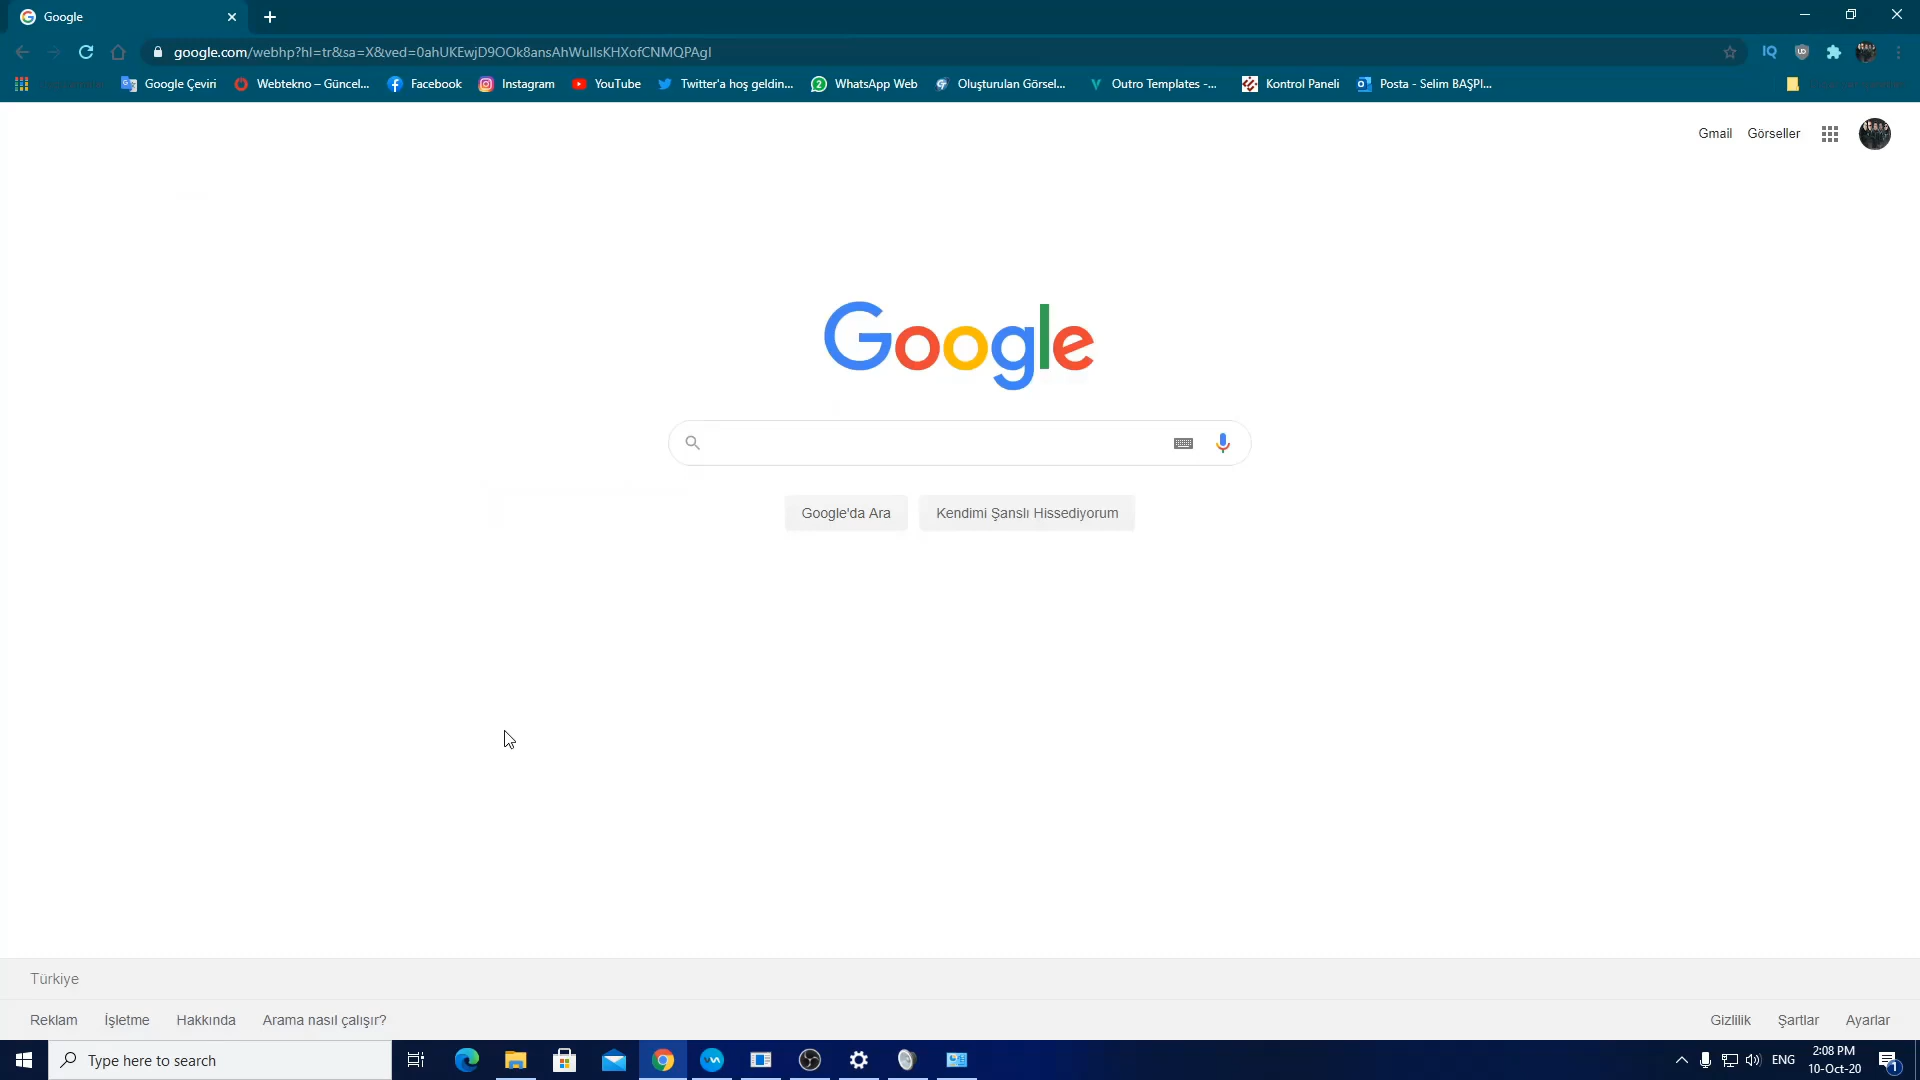 Google
google.com/webhp?hl=tr&sa=X&ved=0ahUKEwjD9OOk8ansAhWullsKHXofCNMQPAgI
Google Çeviri
Webtekno – Güncel...
Facebook
Instagram
YouTube
Twitter'a hoş geldin...
WhatsApp Web
Oluşturulan Görsel...
Outro Templates -...
Kontrol Paneli
Posta - Selim BAŞPI...
Gmail
Görseller
Google
Google'da Ara
Kendimi Şanslı Hissediyorum
Türkiye
Reklam
İşletme
Hakkında
Arama nasıl çalışır?
Gizlilik
Şartlar
Ayarlar
Type here to search
ENG
2:08 PM
10-Oct-20
1